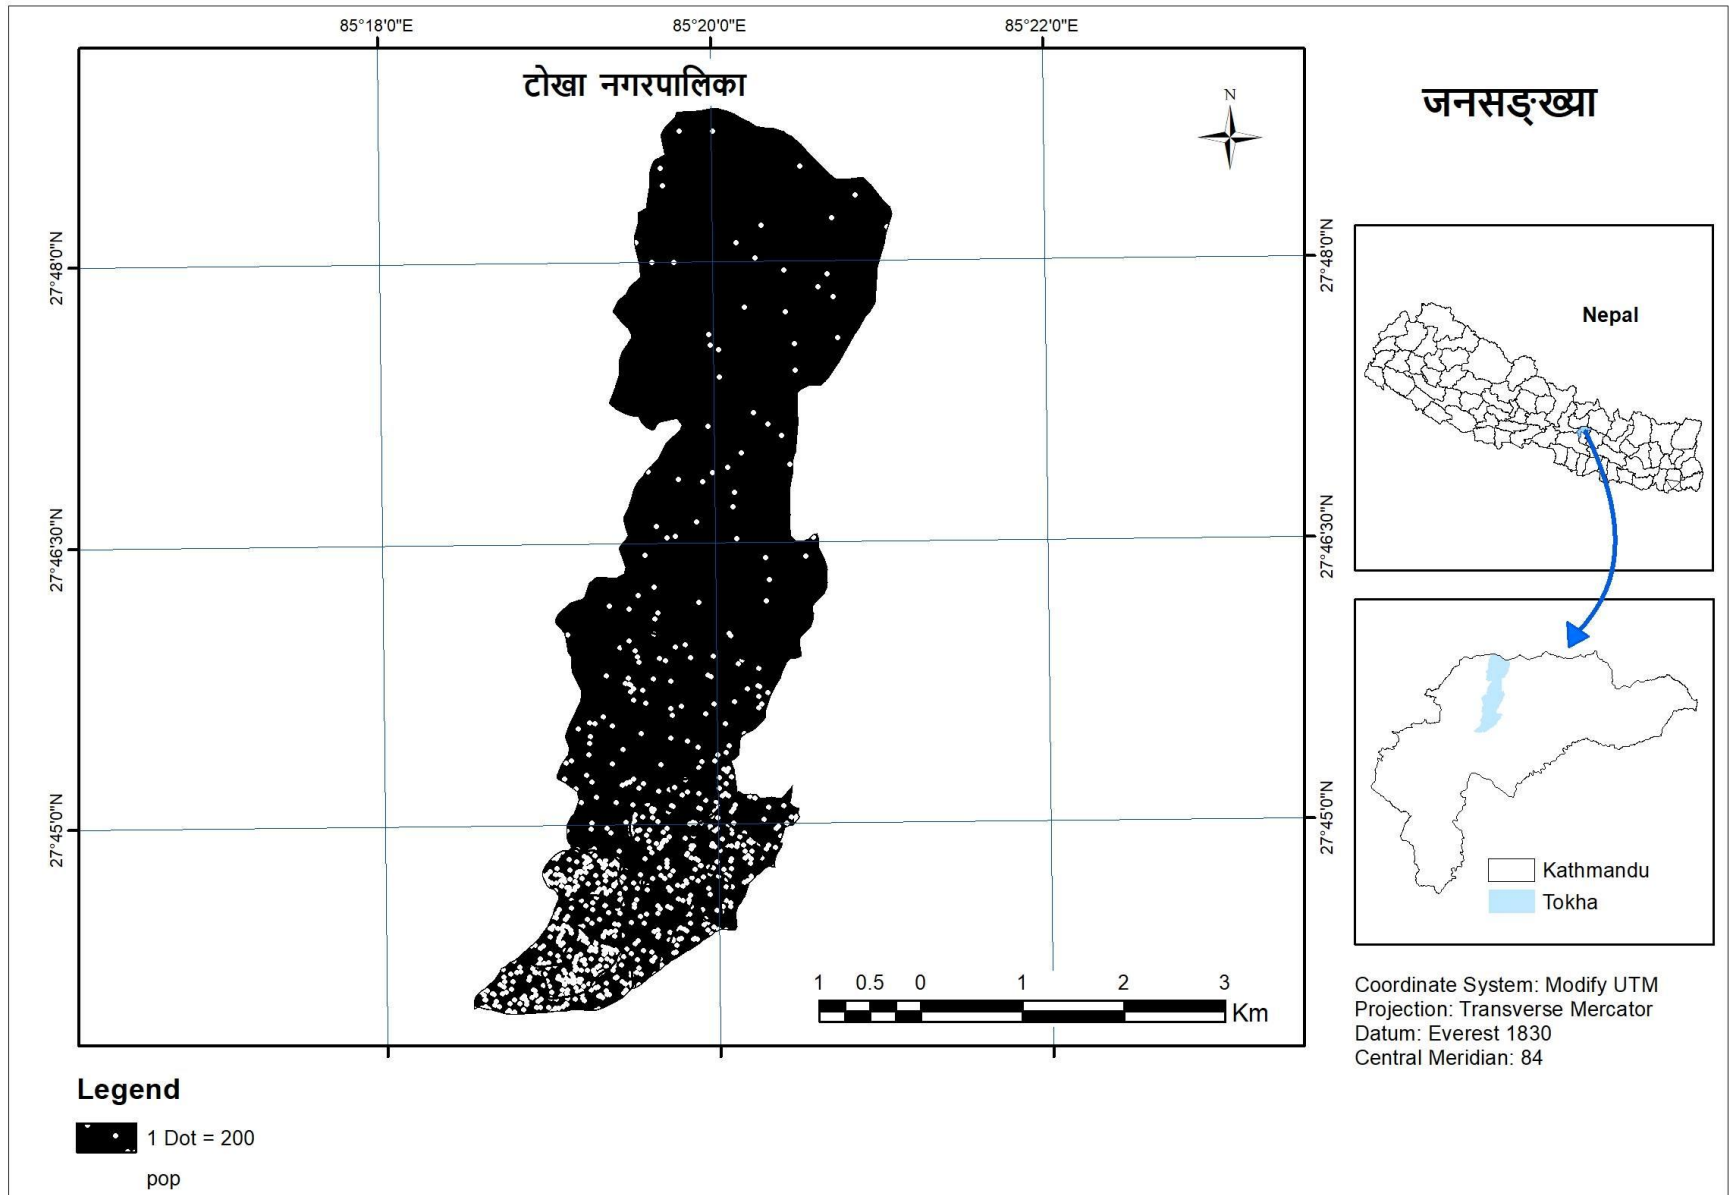 85°18'0"E 85°20'0"E 85°22'0"E
टोखा नगरपालिका
N
जनसङ्ख्या
27°48'0"N
27°48'0"N
27°46'30"N
27°46'30"N
27°45'0"N
27°45'0"N
Nepal
Kathmandu
Tokha
1 0.5 0 1 2 3
Km
Coordinate System: Modify UTM
Projection: Transverse Mercator
Datum: Everest 1830
Central Meridian: 84
Legend
1 Dot = 200
pop